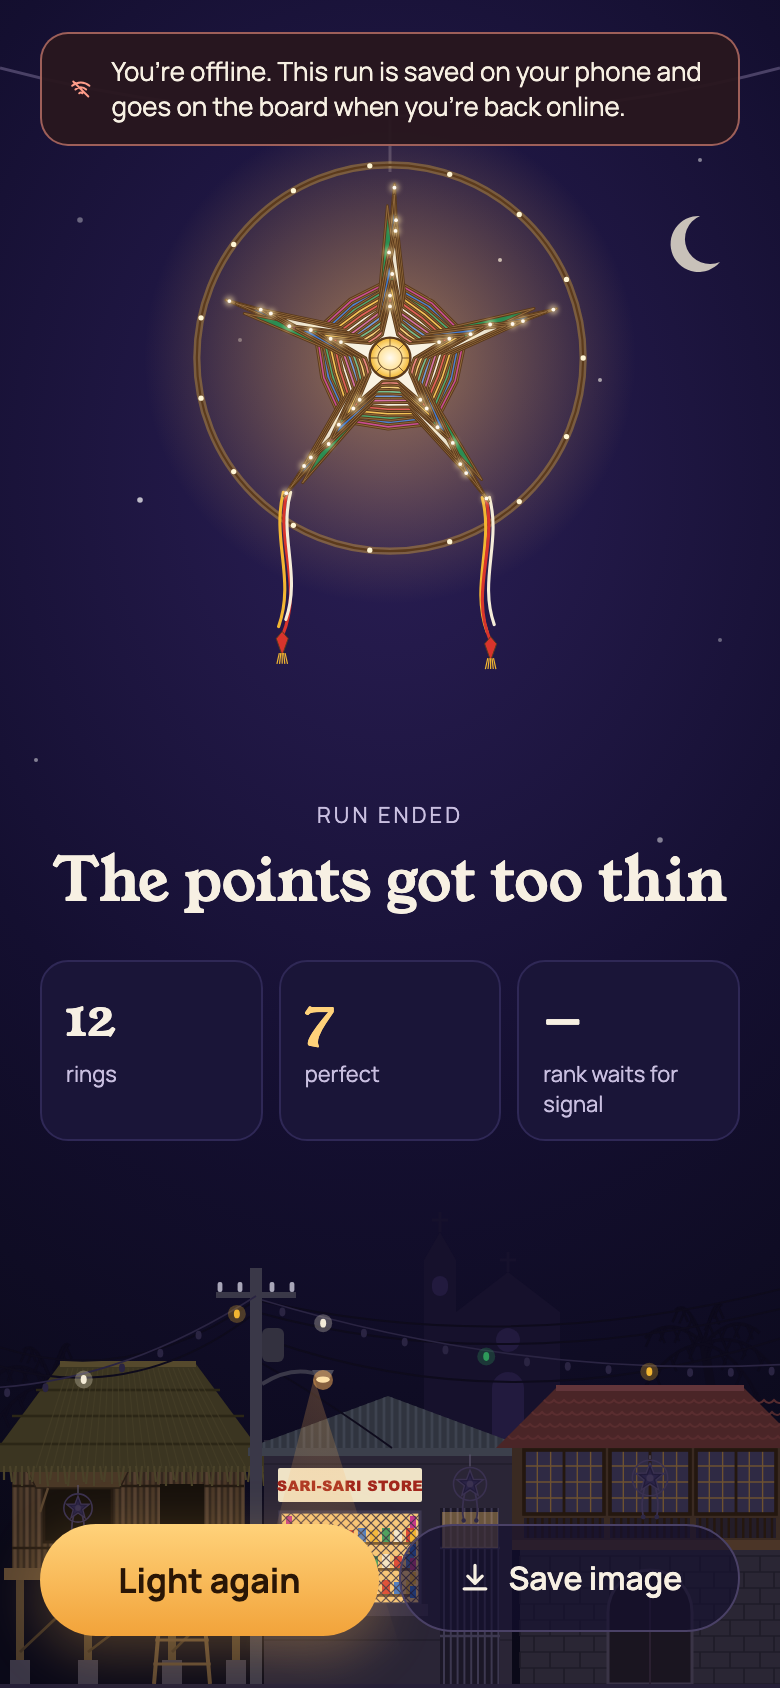 You're offline. This run is saved on your phone and
goes on the board when you're back online.
RUN ENDED
The points got too thin
12
rings
7
perfect
–
rank waits for
signal
SARI-SARI STORE
Light again
Save image